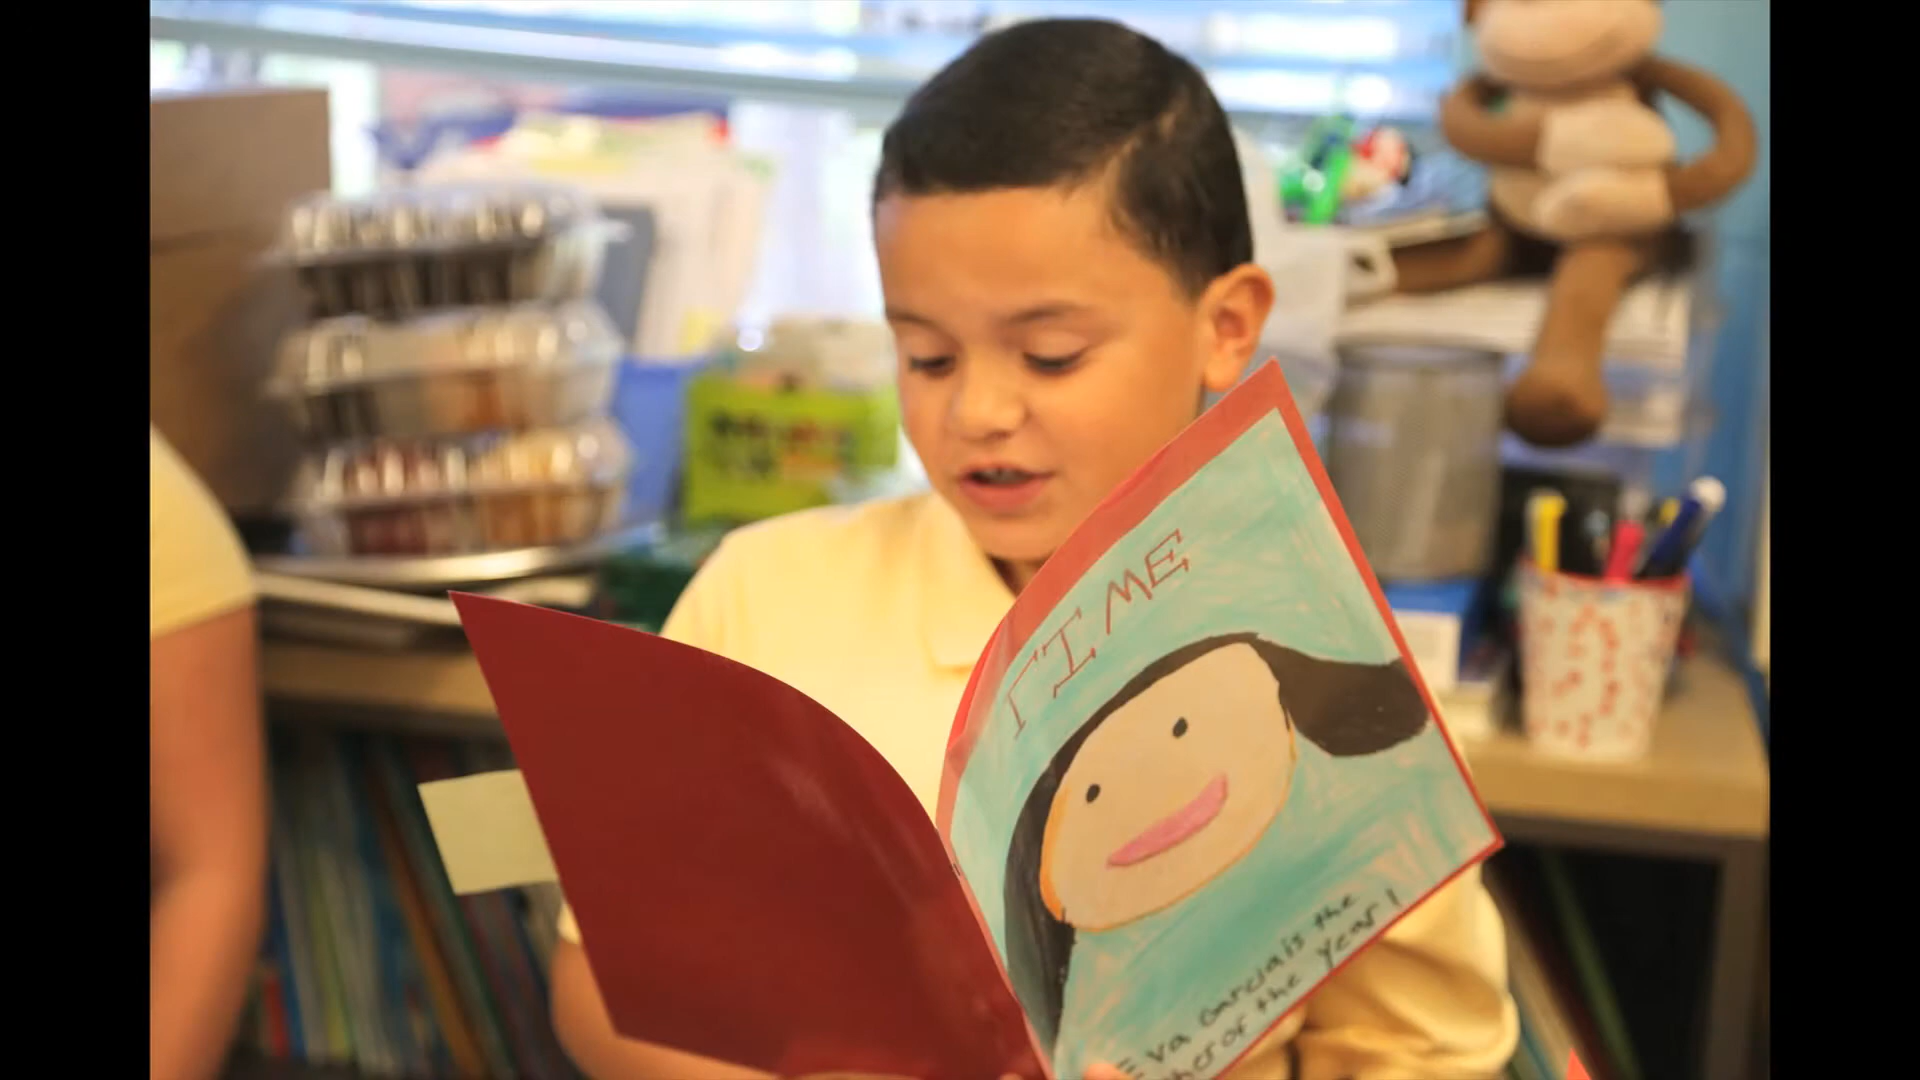 TIME
Eva Garcia is the
of the year!